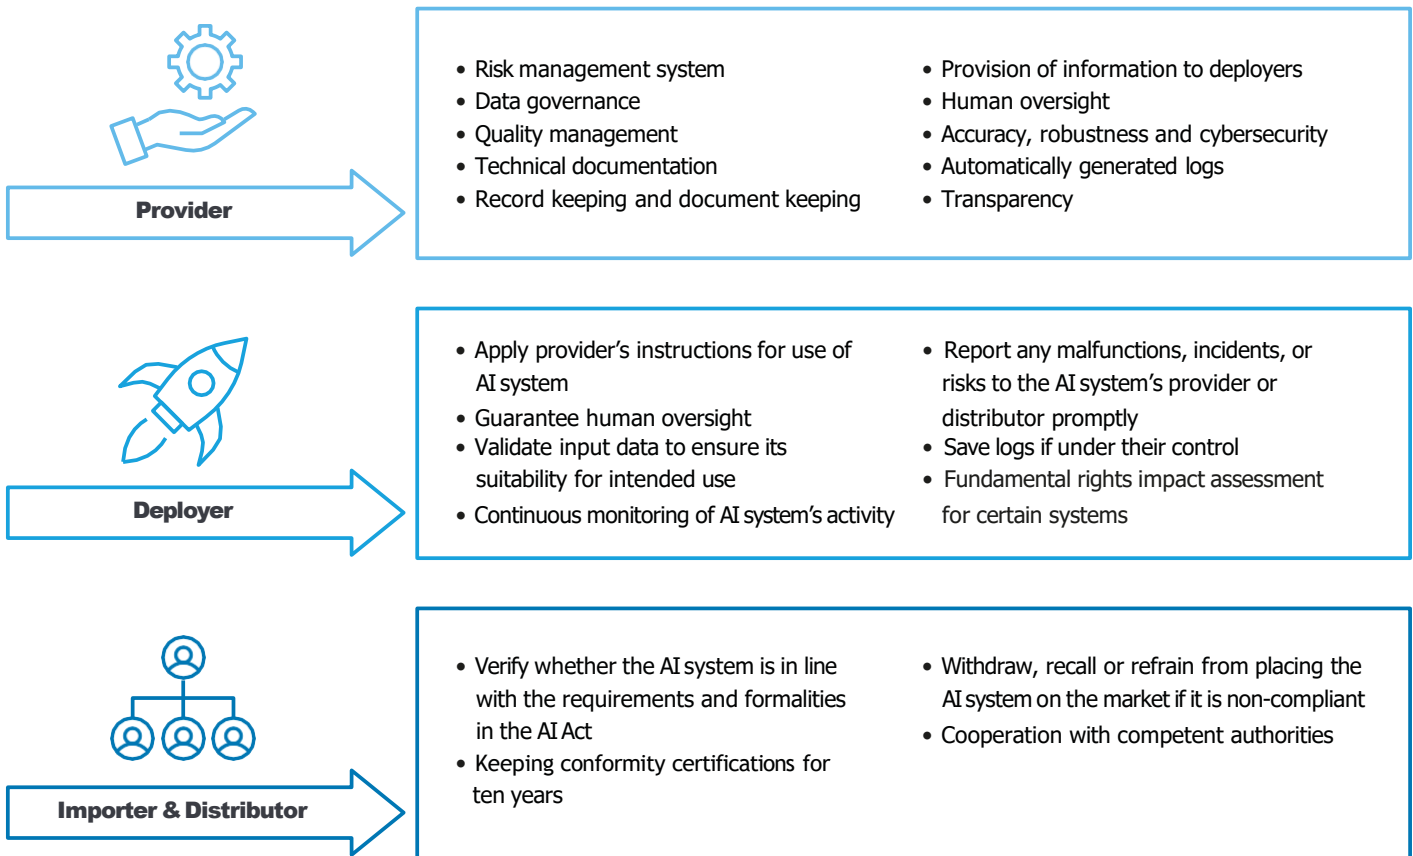 Provider
• Risk management system
• Data governance
• Quality management
• Technical documentation
• Record keeping and document keeping
• Provision of information to deployers
• Human oversight
• Accuracy, robustness and cybersecurity
• Automatically generated logs
• Transparency
Deployer
• Apply provider’s instructions for use of
AI system
• Guarantee human oversight
• Validate input data to ensure its
suitability for intended use
• Continuous monitoring of AI system’s activity
• Report any malfunctions, incidents, or
risks to the AI system’s provider or
distributor promptly
• Save logs if under their control
• Fundamental rights impact assessment
for certain systems
Importer & Distributor
• Verify whether the AI system is in line
with the requirements and formalities
in the AI Act
• Keeping conformity certifications for
ten years
• Withdraw, recall or refrain from placing the
AI system on the market if it is non-compliant
• Cooperation with competent authorities